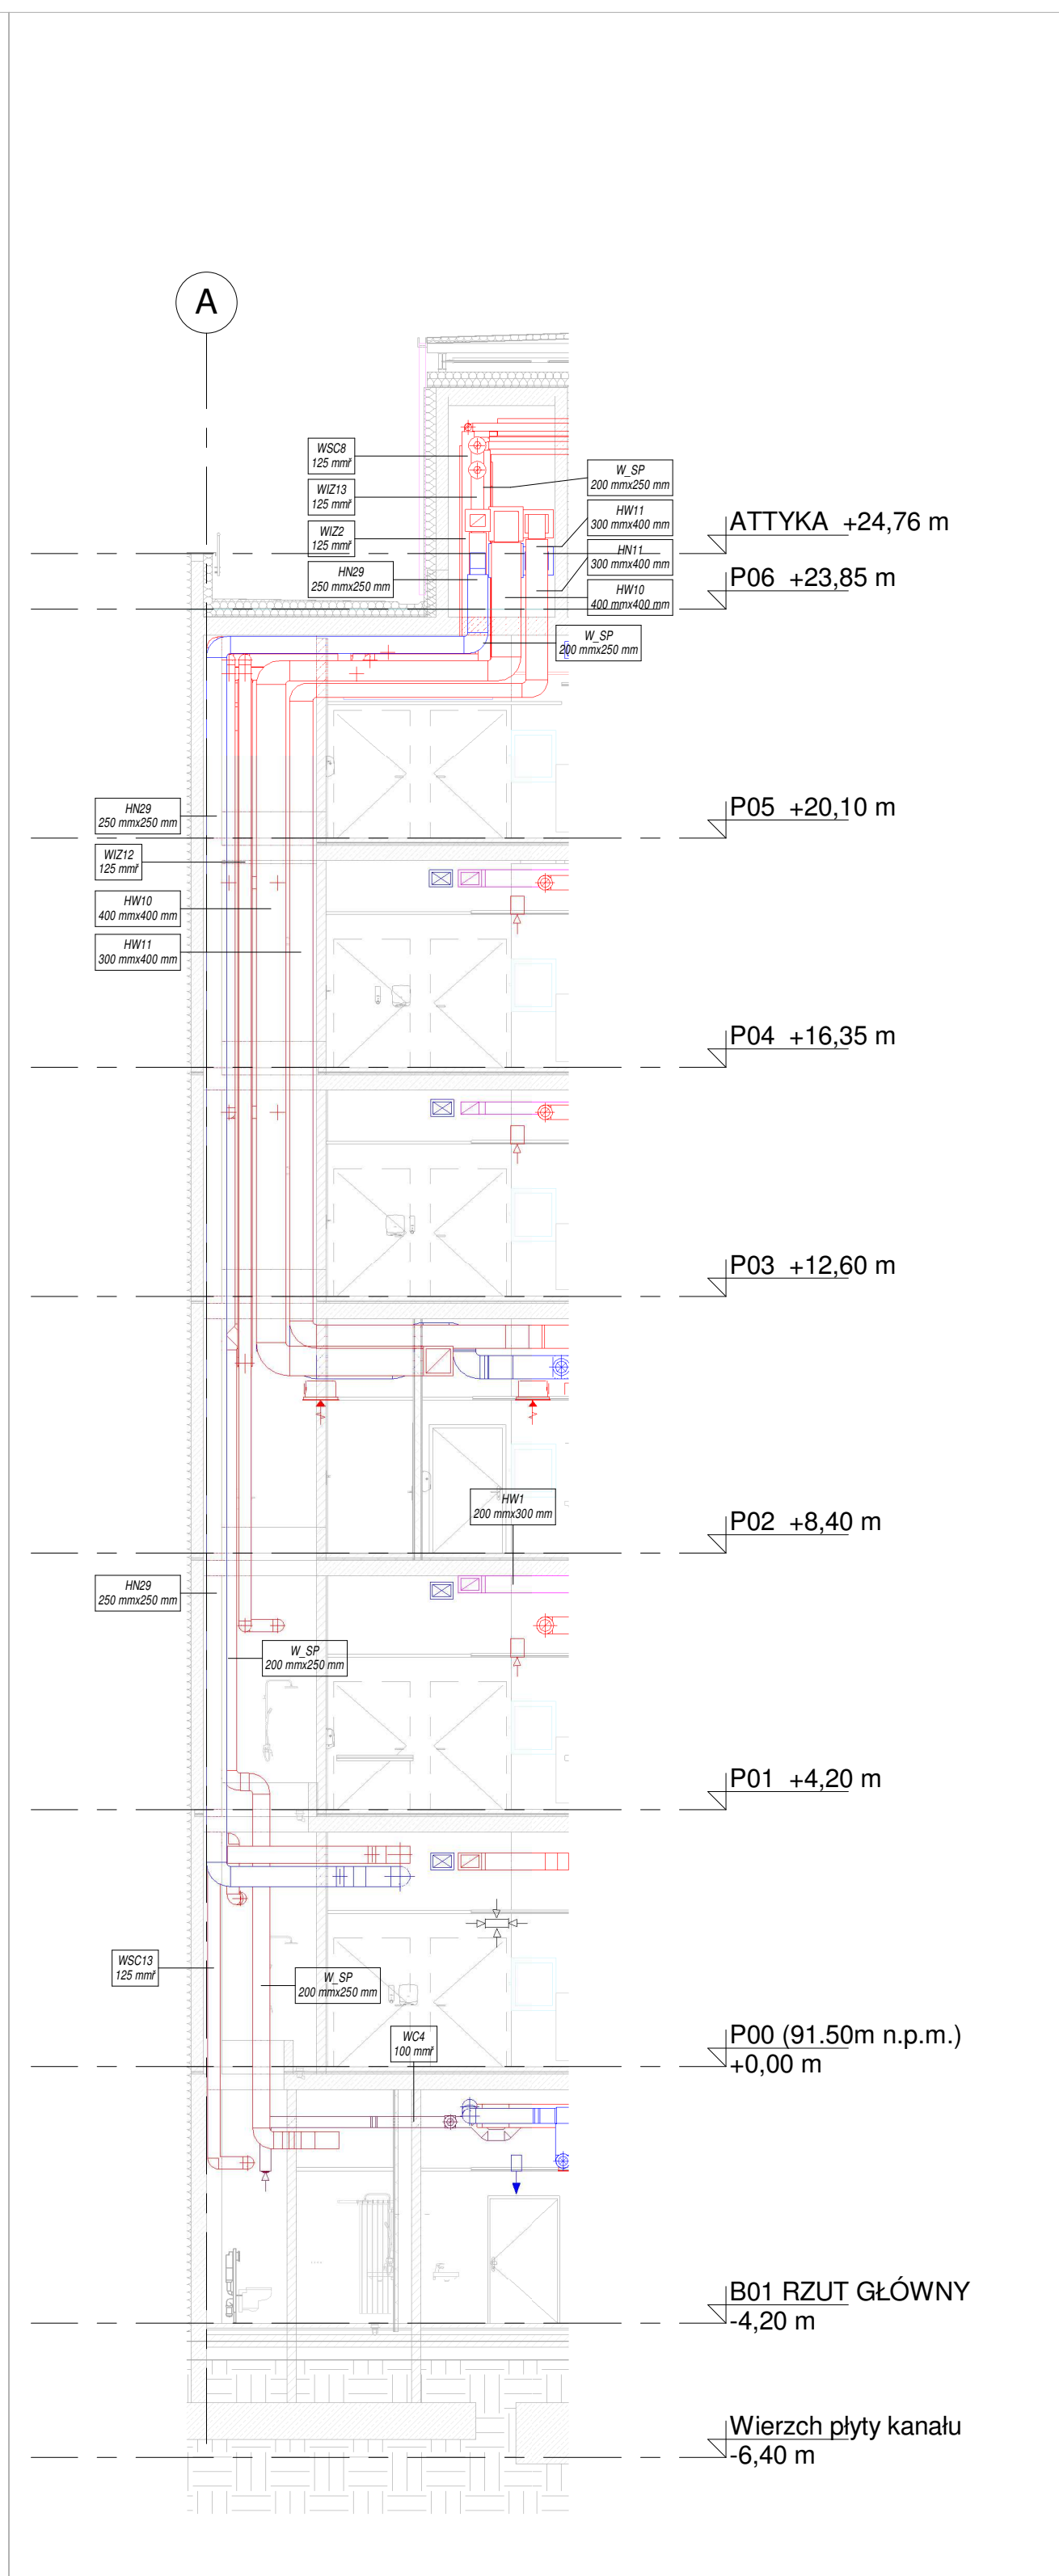 A
WSC8
125 mm²
WIZ13
125 mm²
WIZ2
125 mm²
HN29
250 mmx250 mm
W_SP
200 mmx250 mm
HW11
300 mmx400 mm
HN11
300 mmx400 mm
HW10
400 mmx400 mm
W_SP
200 mmx250 mm
ATTYKA +24,76 m
P06 +23,85 m
HN29
250 mmx250 mm
P05 +20,10 m
WIZ12
125 mm²
HW10
400 mmx400 mm
HW11
300 mmx400 mm
P04 +16,35 m
P03 +12,60 m
HW1
200 mmx300 mm
P02 +8,40 m
HN29
250 mmx250 mm
W_SP
200 mmx250 mm
P01 +4,20 m
WSC13
125 mm²
W_SP
200 mmx250 mm
WC4
100 mm²
P00 (91.50m n.p.m.)
+0,00 m
B01 RZUT GŁÓWNY
-4,20 m
Wierzch płyty kanału
-6,40 m